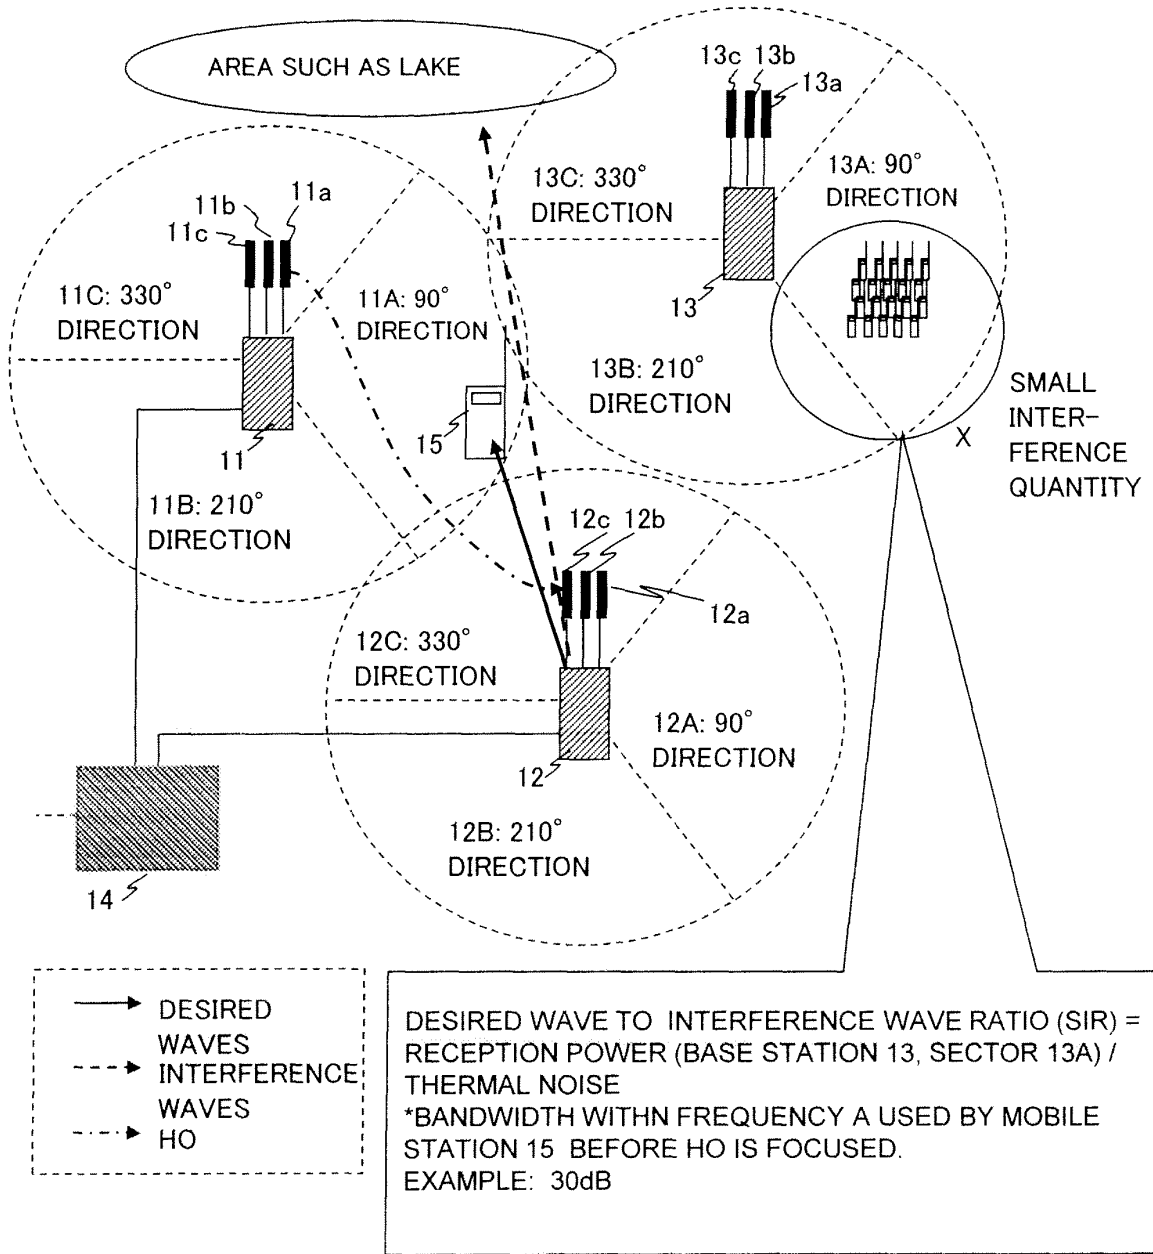 AREA SUCH AS LAKE
13c
13b
13a
13C: 330°
DIRECTION
13A: 90°
DIRECTION
11b
11a
11c
11C: 330°
DIRECTION
11A: 90°
DIRECTION
13
13B: 210°
DIRECTION
SMALL
INTER-
FERENCE
QUANTITY
X
15
11
11B: 210°
DIRECTION
12c
12b
12a
12C: 330°
DIRECTION
12A: 90°
DIRECTION
12
12B: 210°
DIRECTION
14
DESIRED
WAVES
INTERFERENCE
WAVES
HO
DESIRED WAVE TO INTERFERENCE WAVE RATIO (SIR) =
RECEPTION POWER (BASE STATION 13, SECTOR 13A) /
THERMAL NOISE
*BANDWIDTH WITHN FREQUENCY A USED BY MOBILE
STATION 15 BEFORE HO IS FOCUSED.
EXAMPLE: 30dB